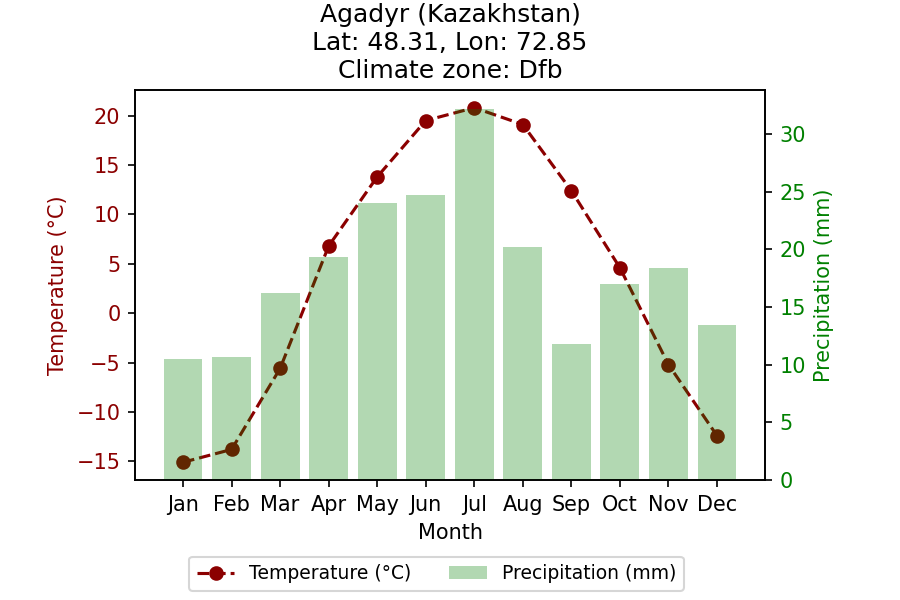 Agadyr (Kazakhstan)
Lat: 48.31, Lon: 72.85
Climate zone: Dfb
Temperature (°C)
20
15
10
5
0
−5
−10
−15
30
25
20
15
10
5
0
Precipitation (mm)
Jan Feb Mar Apr May Jun Jul Aug Sep Oct Nov Dec
Month
Temperature (°C) Precipitation (mm)